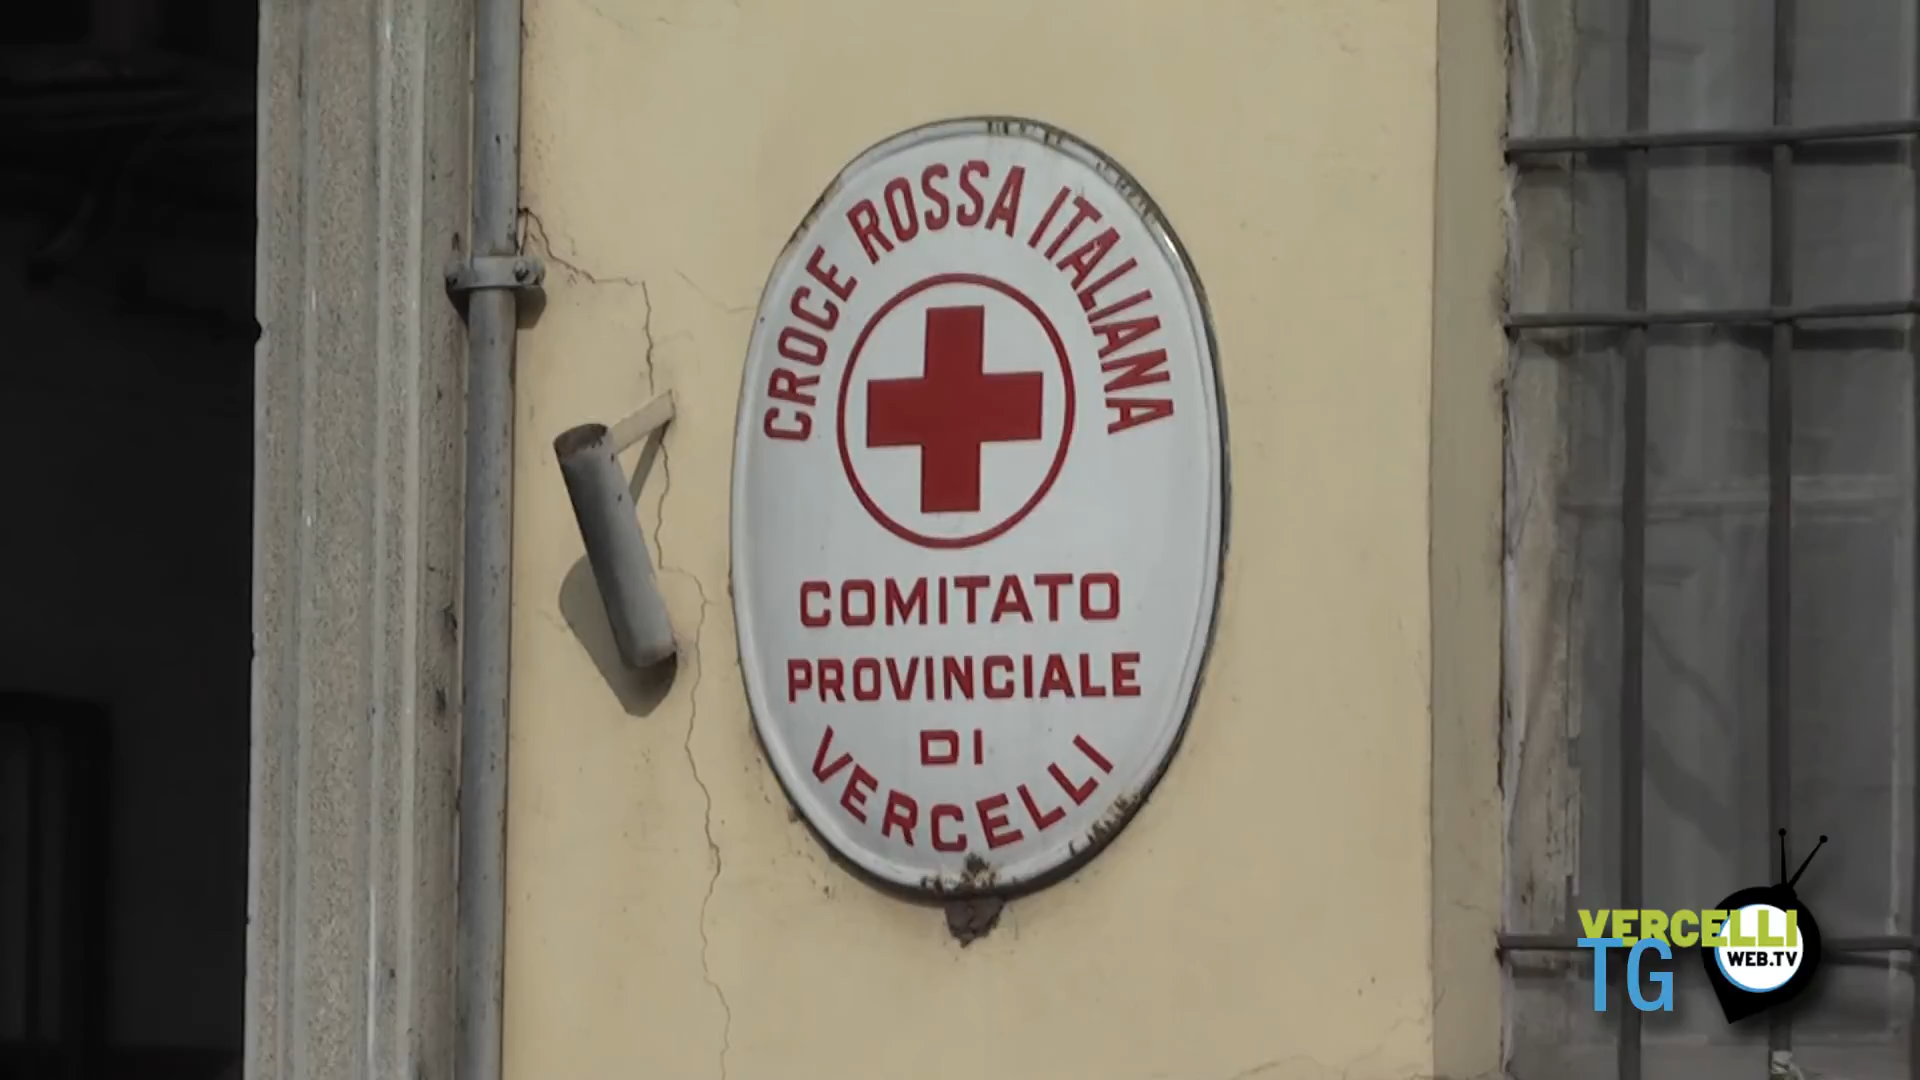 CROCE ROSSA ITALIANA
COMITATO
PROVINCIALE
DI
VERCELLI
VERCELLI
WEB.TV
TG